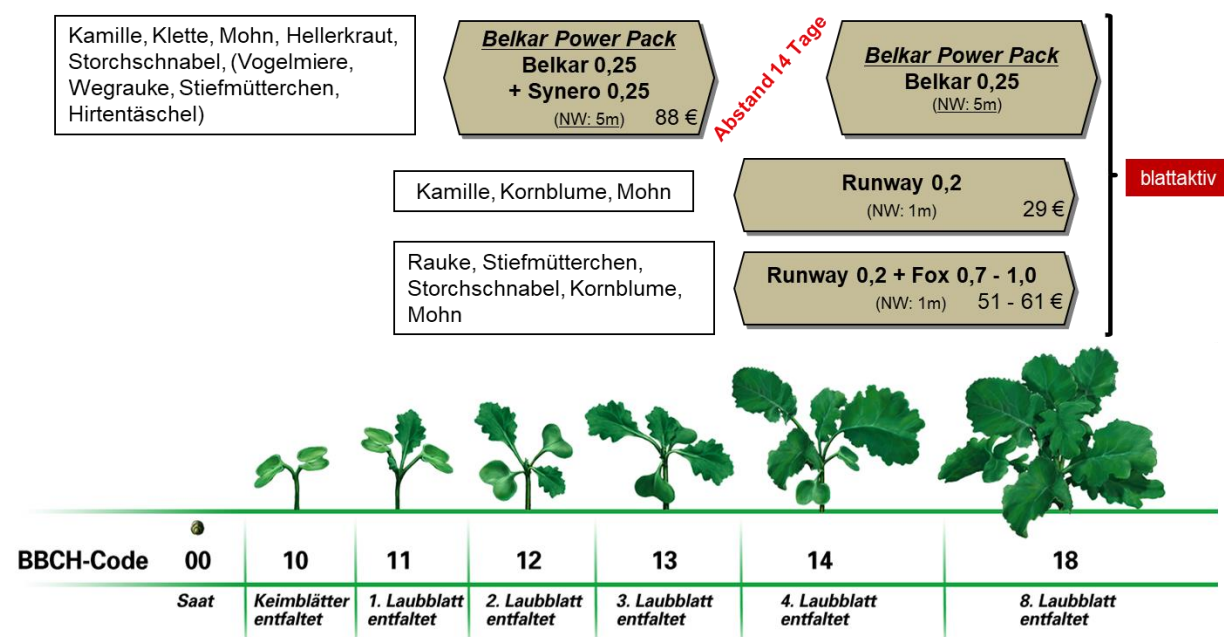 Kamille, Klette, Mohn, Hellerkraut,
Storchschnabel, (Vogelmiere,
Wegrauke, Stiefmütterchen,
Hirtentäschel)
Belkar Power Pack
Belkar 0,25
+ Synero 0,25
(NW: 5m) 88 €
Abstand 14 Tage
Belkar Power Pack
Belkar 0,25
(NW: 5m)
blattaktiv
Kamille, Kornblume, Mohn
Runway 0,2
(NW: 1m) 29 €
Rauke, Stiefmütterchen,
Storchschnabel, Kornblume,
Mohn
Runway 0,2 + Fox 0,7 - 1,0
(NW: 1m) 51 - 61 €
BBCH-Code 00 10 11 12 13 14 18
Saat Keimblätter 1. Laubblatt 2. Laubblatt 3. Laubblatt 4. Laubblatt 8. Laubblatt
entfaltet entfaltet entfaltet entfaltet entfaltet entfaltet